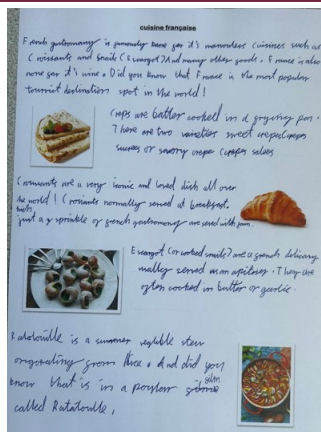 cuisine française
French gastronomy is famously know for it's marvelous cuisines such as
Croissants and snails (Escargot) And many other foods. France is also
none for it's wine. Did you know that France is the most popular
tourist destination spot in the world!
Creps are batter cooked in a frying pan.
There are two varieties sweet crepes
sucrees or savory crepe (crepes salees
Croissants are a very iconic and loved dish all over
the world! Croissants normally served at breakfast.
just a sprinkle of french gastronomy are served with jam.
Escargot (or cooked snails) are a french delicacy
normally served as an apitizer. They are
often cooked in butter or garlic.
Ratatouille is a vegtible stew
originating from Nice. And did you
know that is in a popular film
called Ratatouille,